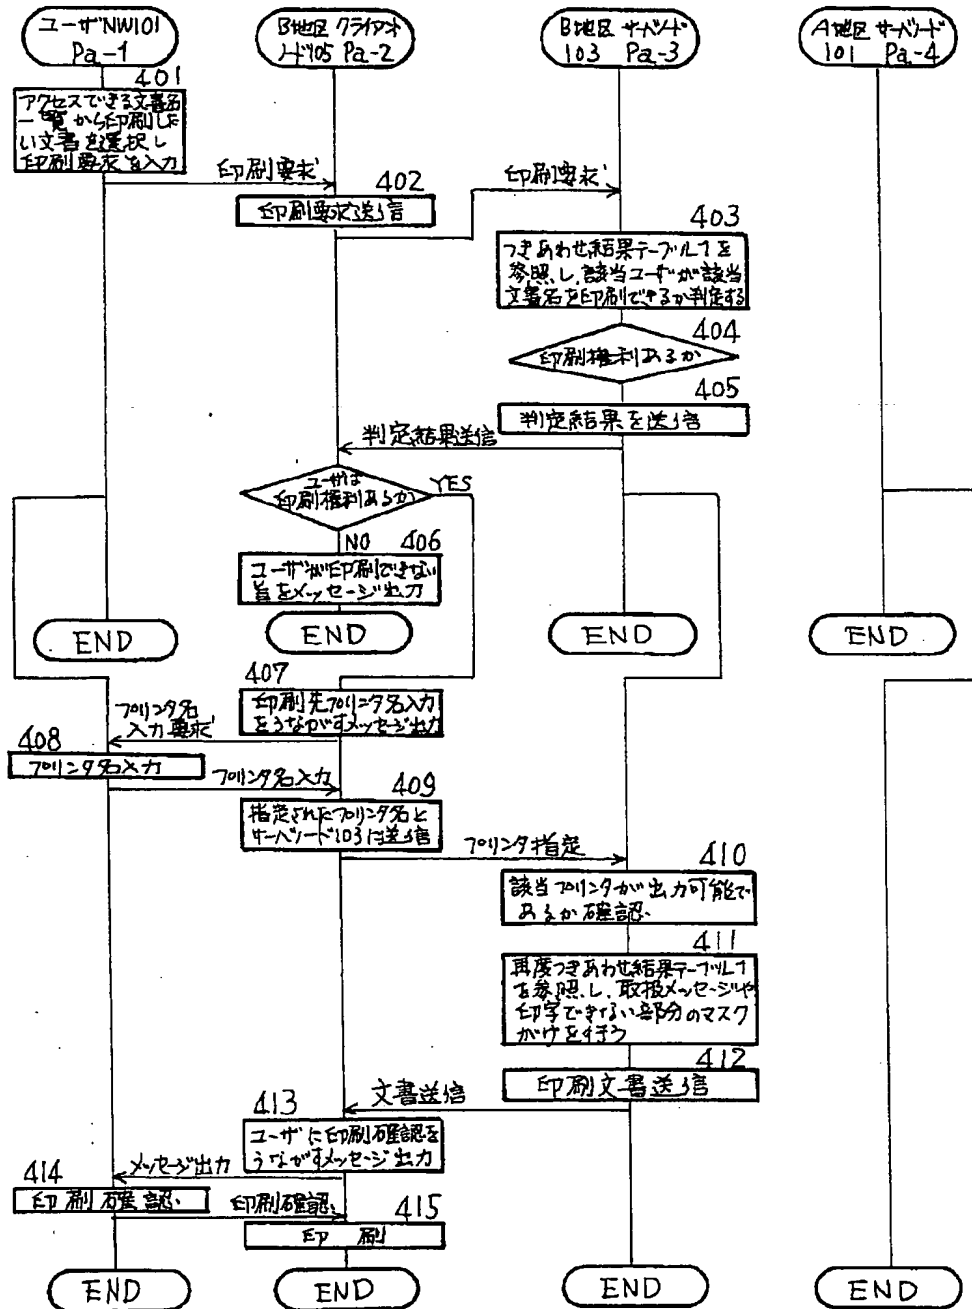 ユーザNW101
Pa-1
B地区クライアント
ノード105 Pa-2
B地区 サーバノード
103 Pa-3
A地区 サーバノード
101 Pa-4
401
アクセスできる文書名
一覧から印刷した
い文書を選択し
印刷要求を入力
印刷要求
402
印刷要求送信
印刷要求
403
つきあわせ結果テーブルTを
参照し、該当ユーザが該当
文書名を印刷できるか判定する
404
印刷権利あるか
405
判定結果を送信
判定結果送信
ユーザは
印刷権利あるか
YES
NO
406
ユーザが印刷できない
旨をメッセージ出力
END
END
END
END
407
印刷先プリンタ名入力
をうながすメッセージ出力
プリンタ名
入力要求
408
プリンタ名入力
プリンタ名入力
409
指定されたプリンタ名を
サーバノード103に送信
プリンタ指定
410
該当プリンタが出力可能で
あるか確認、
411
再度つきあわせ結果テーブルT
を参照し、取扱メッセージや
印字できない部分のマスク
がけを行う
412
印刷文書送信
文書送信
413
ユーザに印刷確認を
うながすメッセージ出力
メッセージ出力
414
印刷確認、
印刷確認、
415
印刷
END
END
END
END